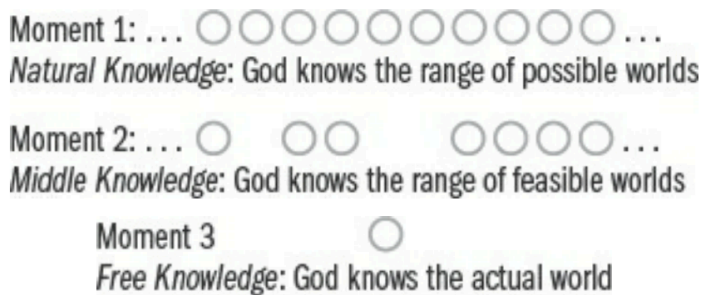 Moment 1: ... ...
Natural Knowledge: God knows the range of possible worlds
Moment 2: ... ...
Middle Knowledge: God knows the range of feasible worlds
Moment 3
Free Knowledge: God knows the actual world